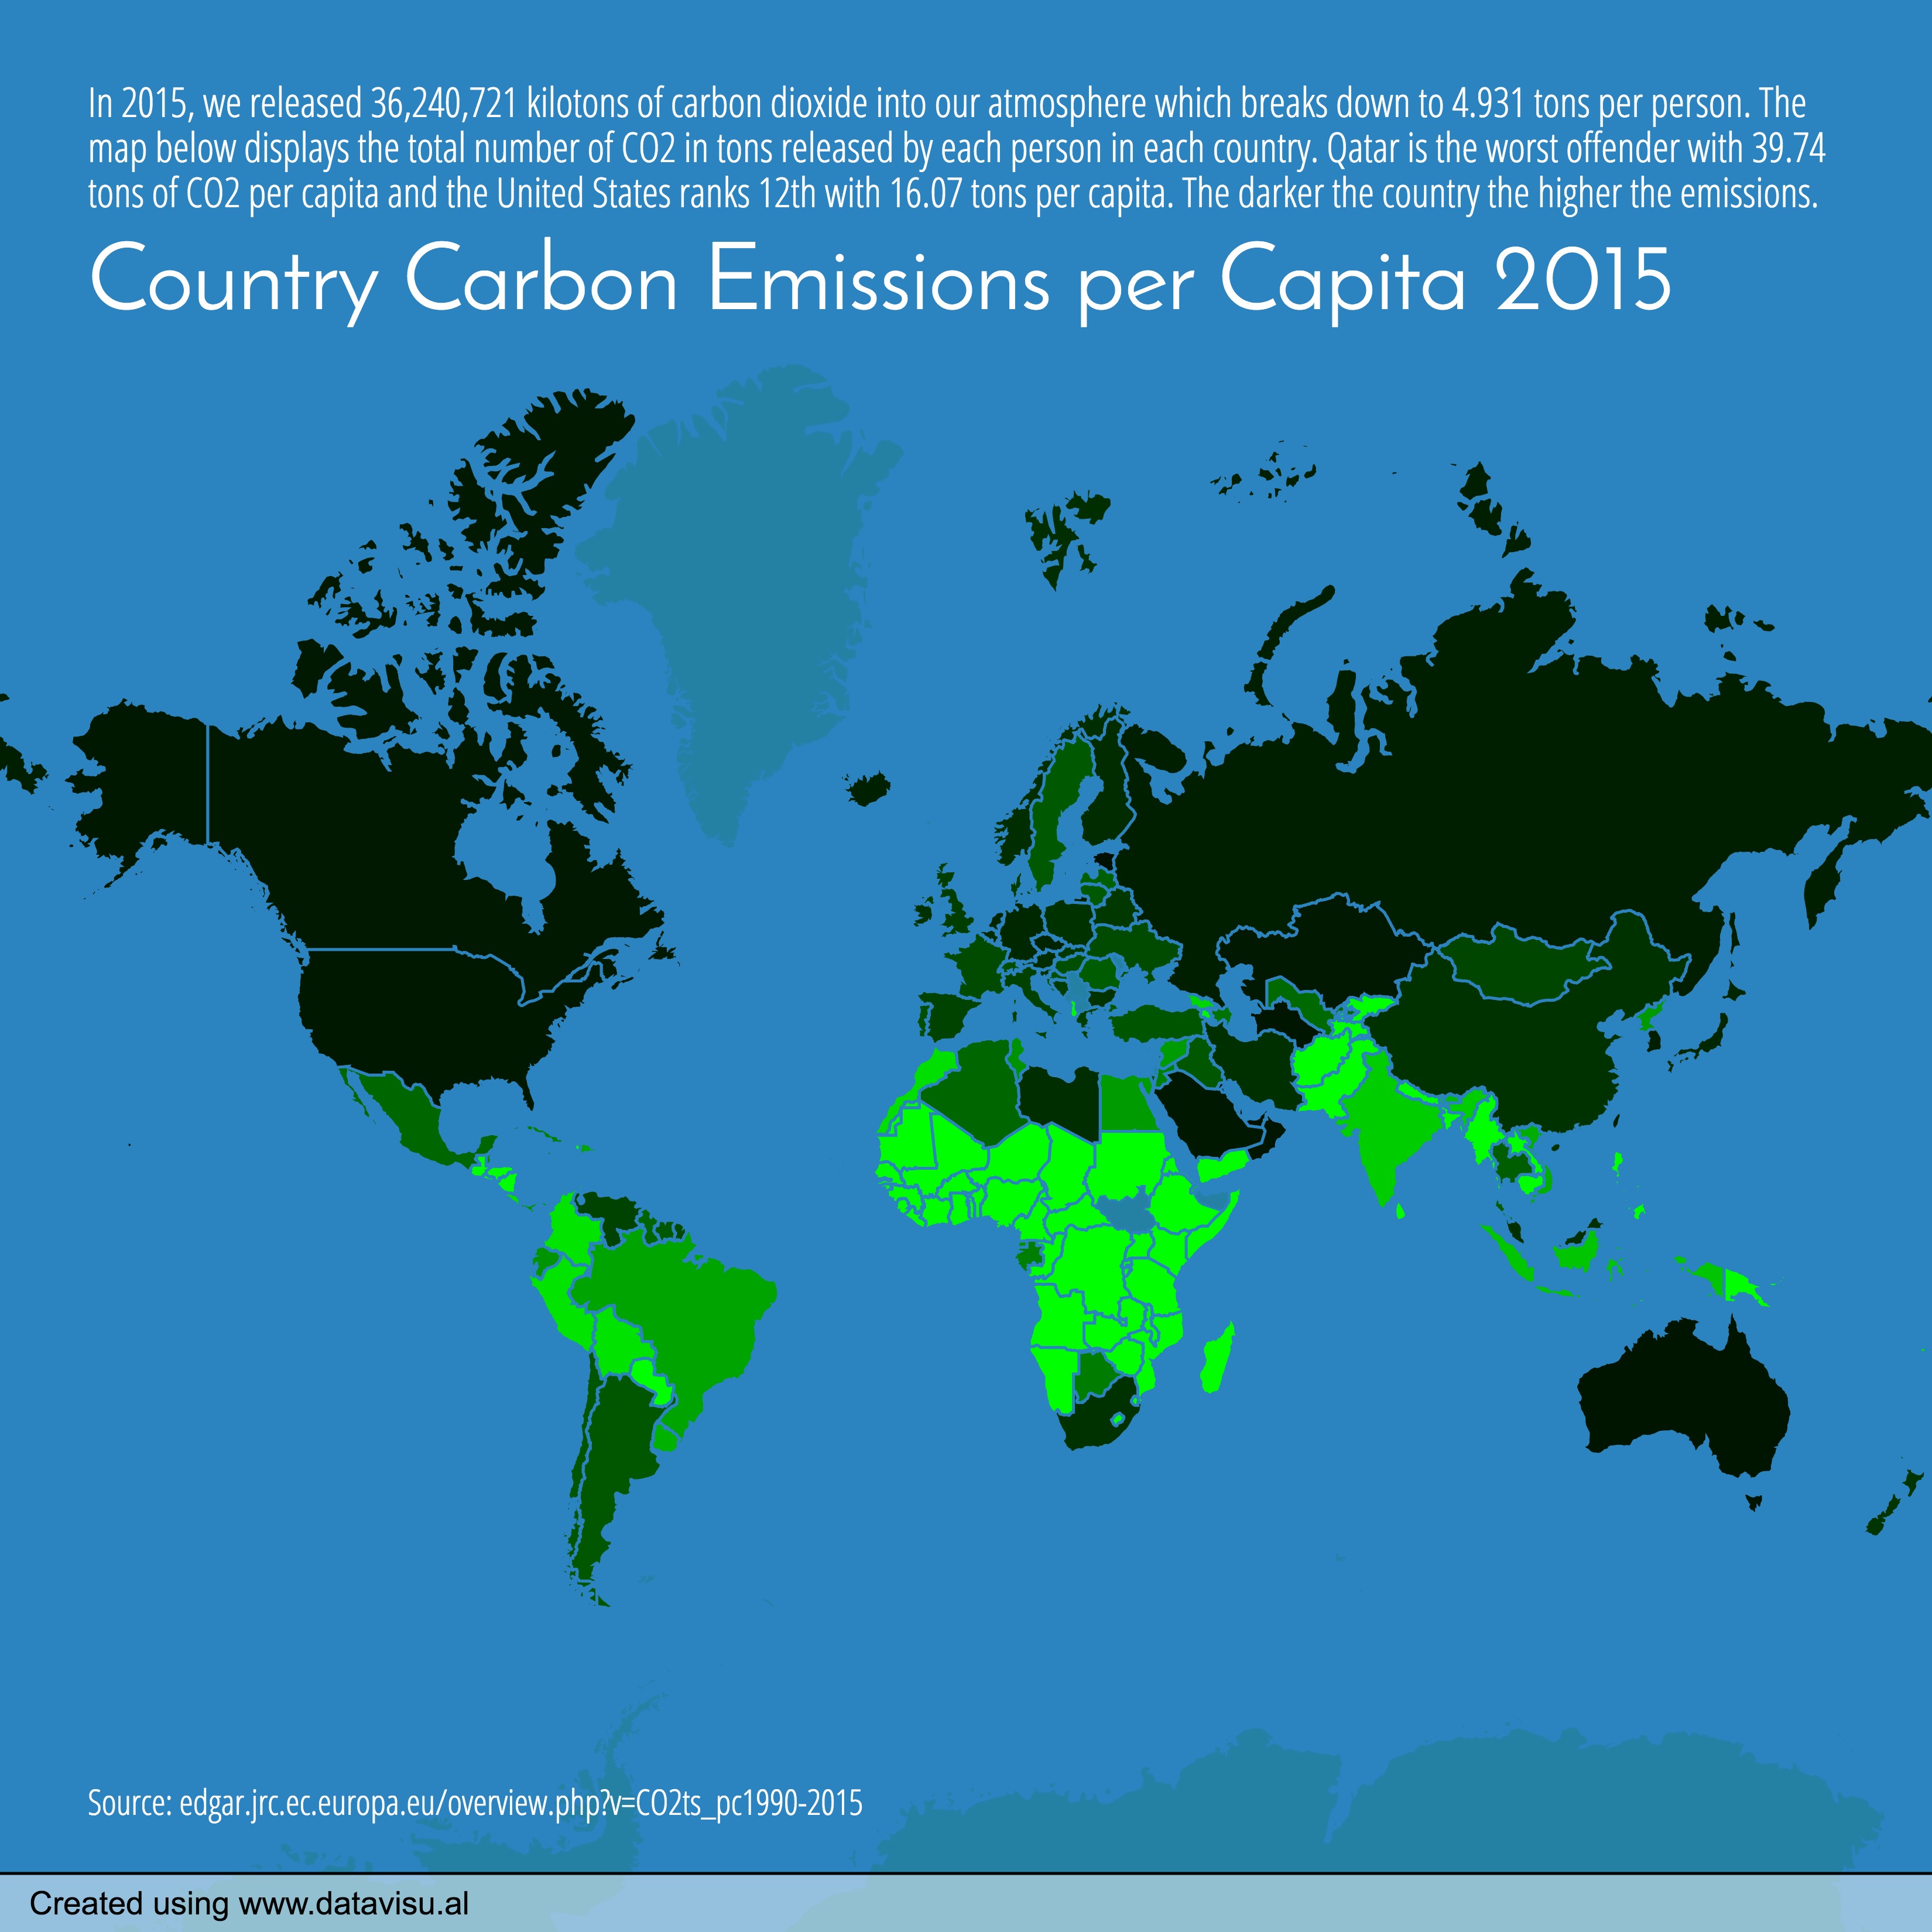 In 2015, we released 36,240,721 kilotons of carbon dioxide into our atmosphere which breaks down to 4.931 tons per person. The
map below displays the total number of CO2 in tons released by each person in each country. Qatar is the worst offender with 39.74
tons of CO2 per capita and the United States ranks 12th with 16.07 tons per capita. The darker the country the higher the emissions.
Country Carbon Emissions per Capita 2015
Source: edgar.jrc.ec.europa.eu/overview.php?v=CO2ts_pc1990-2015
Created using www.datavisu.al